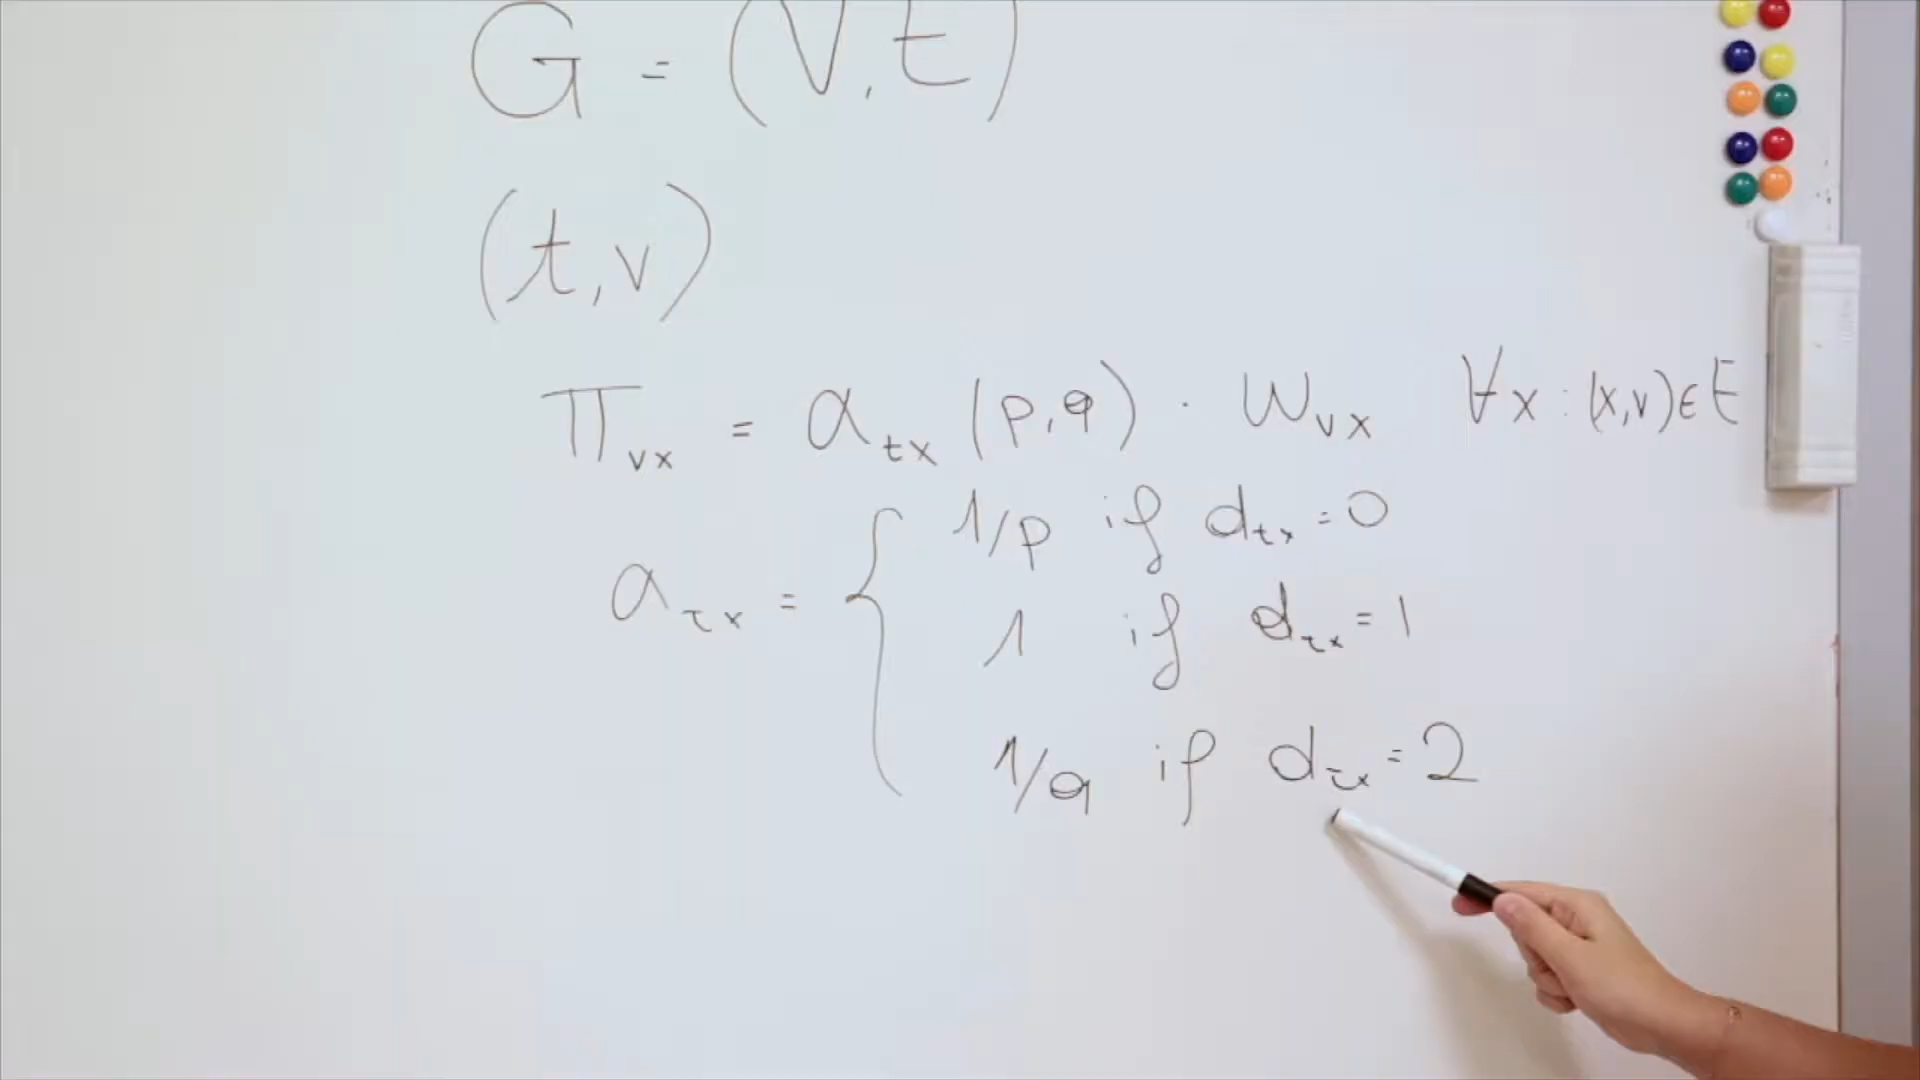 G = (V, E)
(t, v)
π_vx = α_tx (p, q) · w_vx ∀x : (x, v) ∈ E
α_tx = { 1/p if d_tx = 0
1 if d_tx = 1
1/q if d_tx = 2